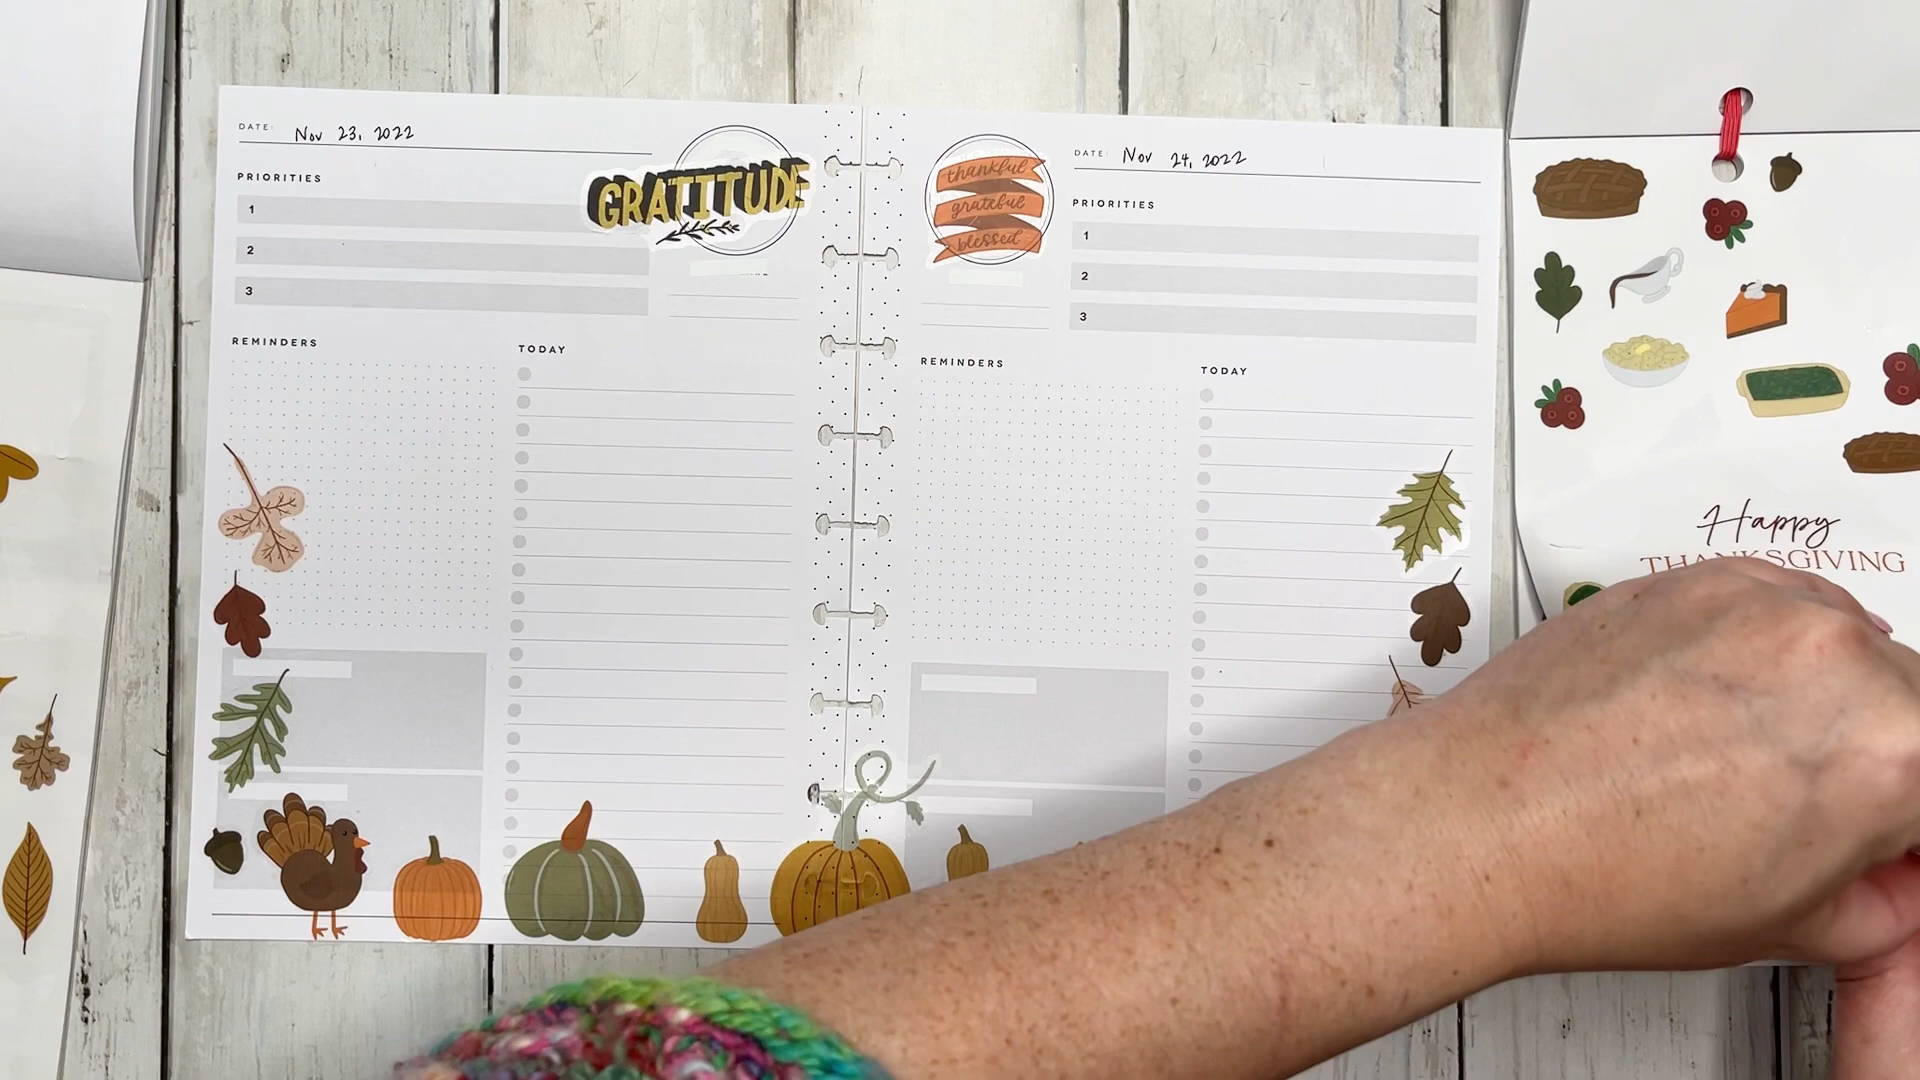 DATE: Nov 23, 2022
GRATITUDE
PRIORITIES
1
2
3
REMINDERS
TODAY
thankful
grateful
blessed
DATE: Nov 24, 2022
PRIORITIES
1
2
3
REMINDERS
TODAY
Happy
THANKSGIVING